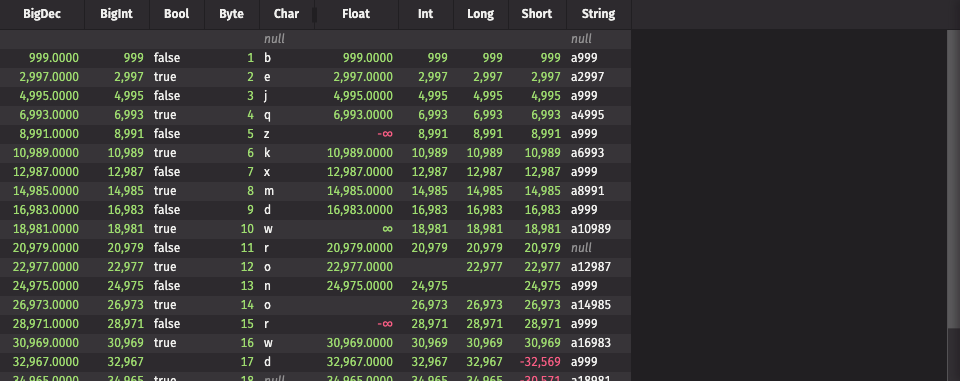 BigDec BigInt Bool Byte Char Float Int Long Short String
null null
999.0000 999 false 1 b 999.0000 999 999 999 a999
2,997.0000 2,997 true 2 e 2,997.0000 2,997 2,997 2,997 a2997
4,995.0000 4,995 false 3 j 4,995.0000 4,995 4,995 4,995 a999
6,993.0000 6,993 true 4 q 6,993.0000 6,993 6,993 6,993 a4995
8,991.0000 8,991 false 5 z -∞ 8,991 8,991 8,991 a999
10,989.0000 10,989 true 6 k 10,989.0000 10,989 10,989 10,989 a6993
12,987.0000 12,987 false 7 x 12,987.0000 12,987 12,987 12,987 a999
14,985.0000 14,985 true 8 m 14,985.0000 14,985 14,985 14,985 a8991
16,983.0000 16,983 false 9 d 16,983.0000 16,983 16,983 16,983 a999
18,981.0000 18,981 true 10 w ∞ 18,981 18,981 18,981 a10989
20,979.0000 20,979 false 11 r 20,979.0000 20,979 20,979 20,979 null
22,977.0000 22,977 true 12 o 22,977.0000 22,977 22,977 a12987
24,975.0000 24,975 false 13 n 24,975.0000 24,975 24,975 a999
26,973.0000 26,973 true 14 o 26,973 26,973 26,973 a14985
28,971.0000 28,971 false 15 r -∞ 28,971 28,971 28,971 a999
30,969.0000 30,969 true 16 w 30,969.0000 30,969 30,969 30,969 a16983
32,967.0000 32,967 17 d 32,967.0000 32,967 32,967 -32,569 a999
34,965.0000 34,965 true 18 null 34,965.0000 34,965 34,965 -30,571 a18981